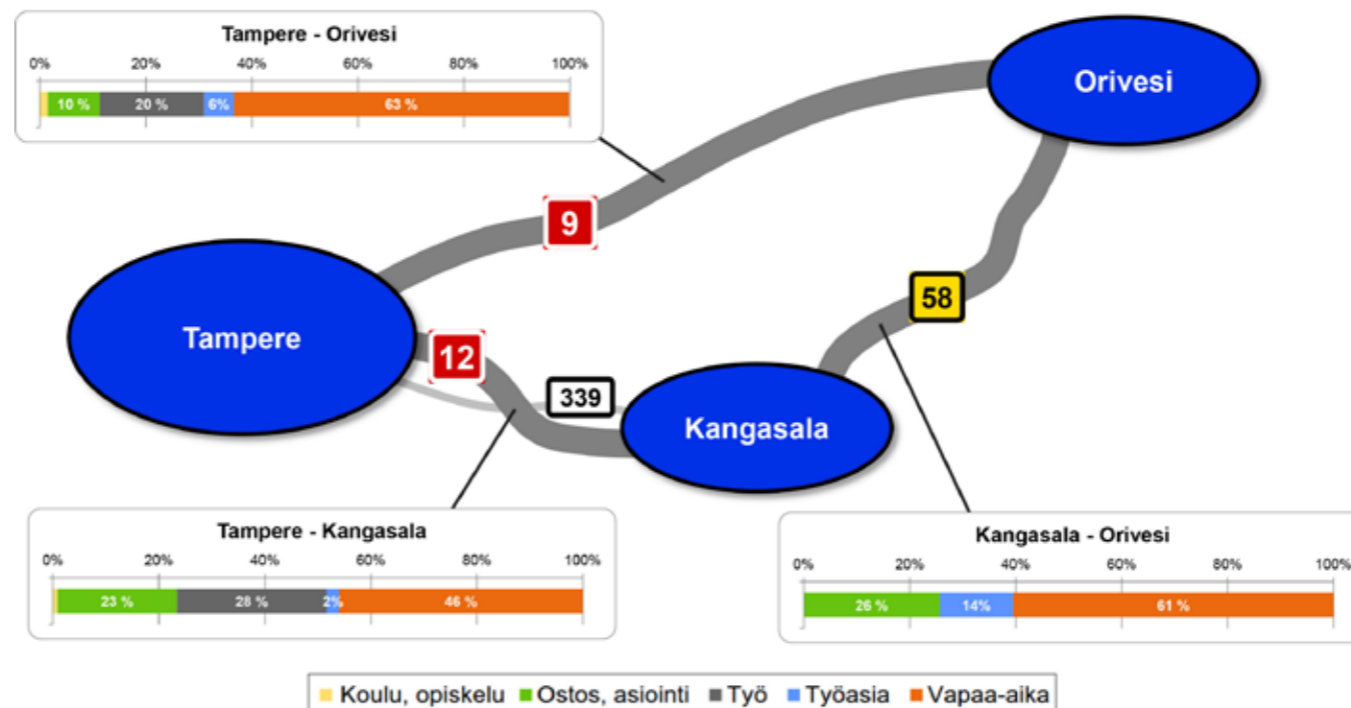 Tampere - Orivesi
0% 20% 40% 60% 80% 100%
10 % 20 % 6% 63 %
Orivesi
9
58
Tampere
12
339
Kangasala
Tampere - Kangasala
0% 20% 40% 60% 80% 100%
23 % 28 % 2% 46 %
Kangasala - Orivesi
0% 20% 40% 60% 80% 100%
26 % 14% 61 %
Koulu, opiskelu Ostos, asiointi Työ Työasia Vapaa-aika